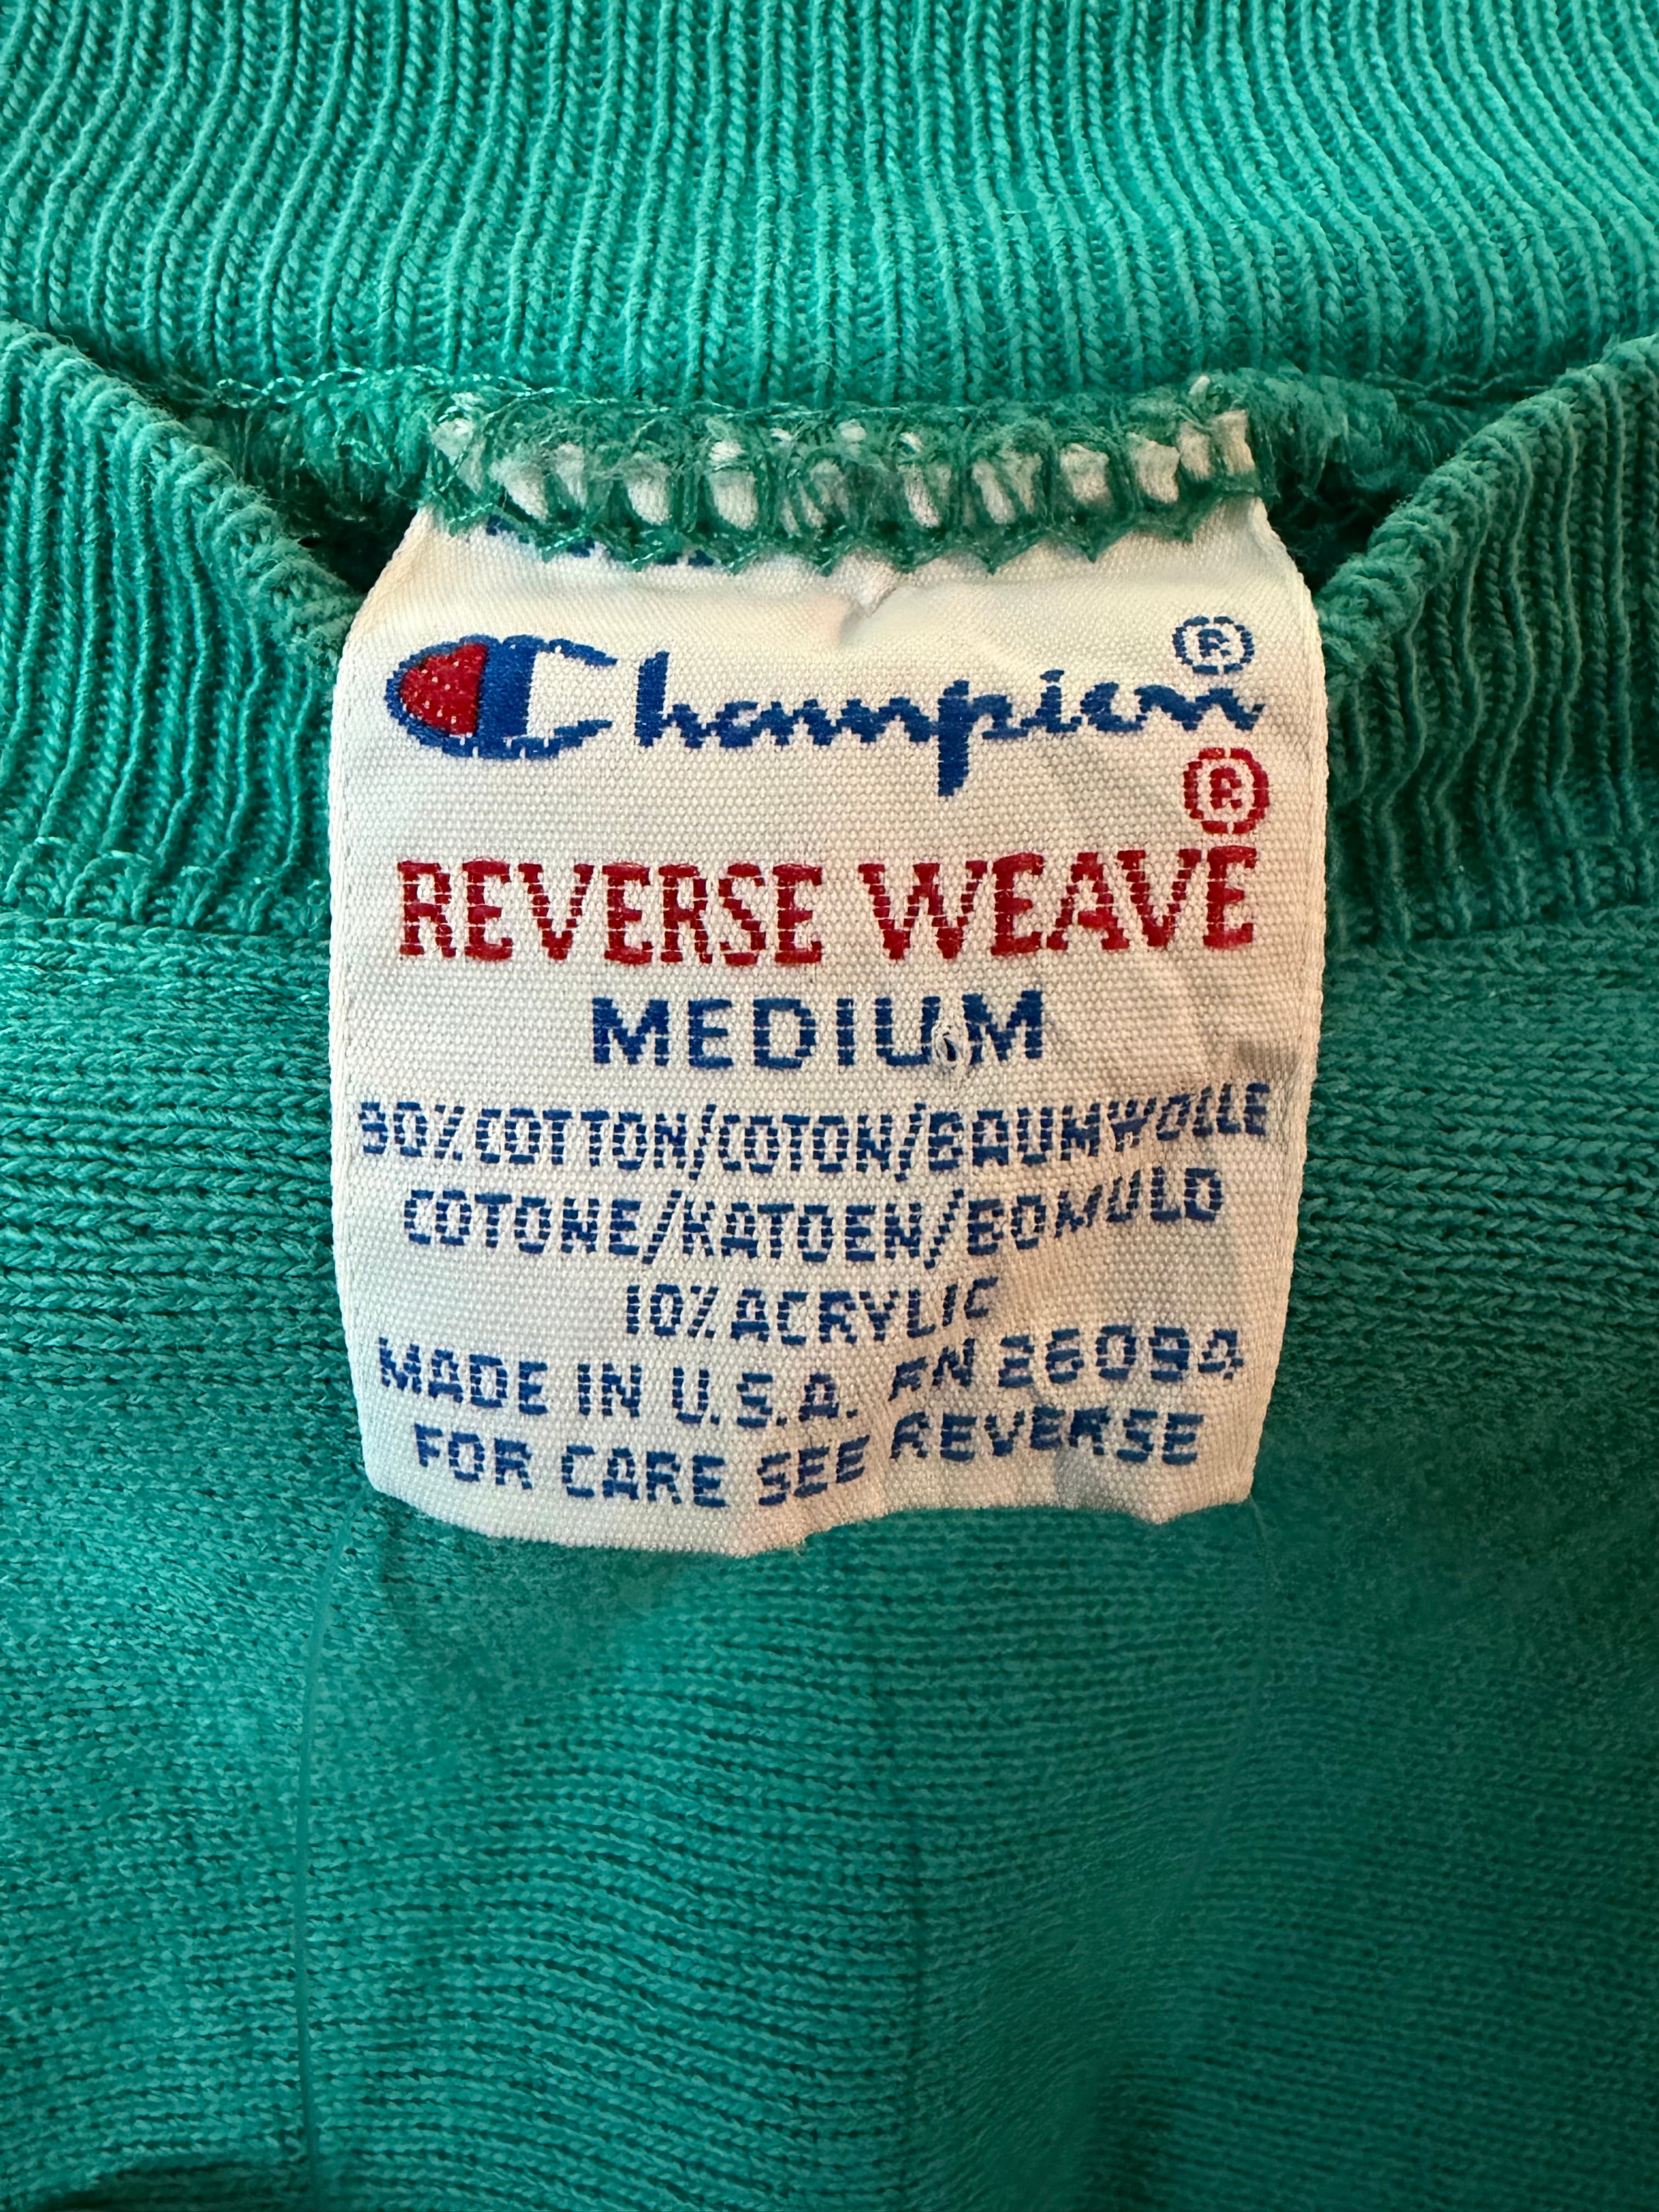 Champion®
®
REVERSE WEAVE
MEDIUM
90% COTTON/COTON/BAUMWOLLE
COTONE/KATOEN/BOMULD
10% ACRYLIC
MADE IN U.S.A. RN 26094
FOR CARE SEE REVERSE